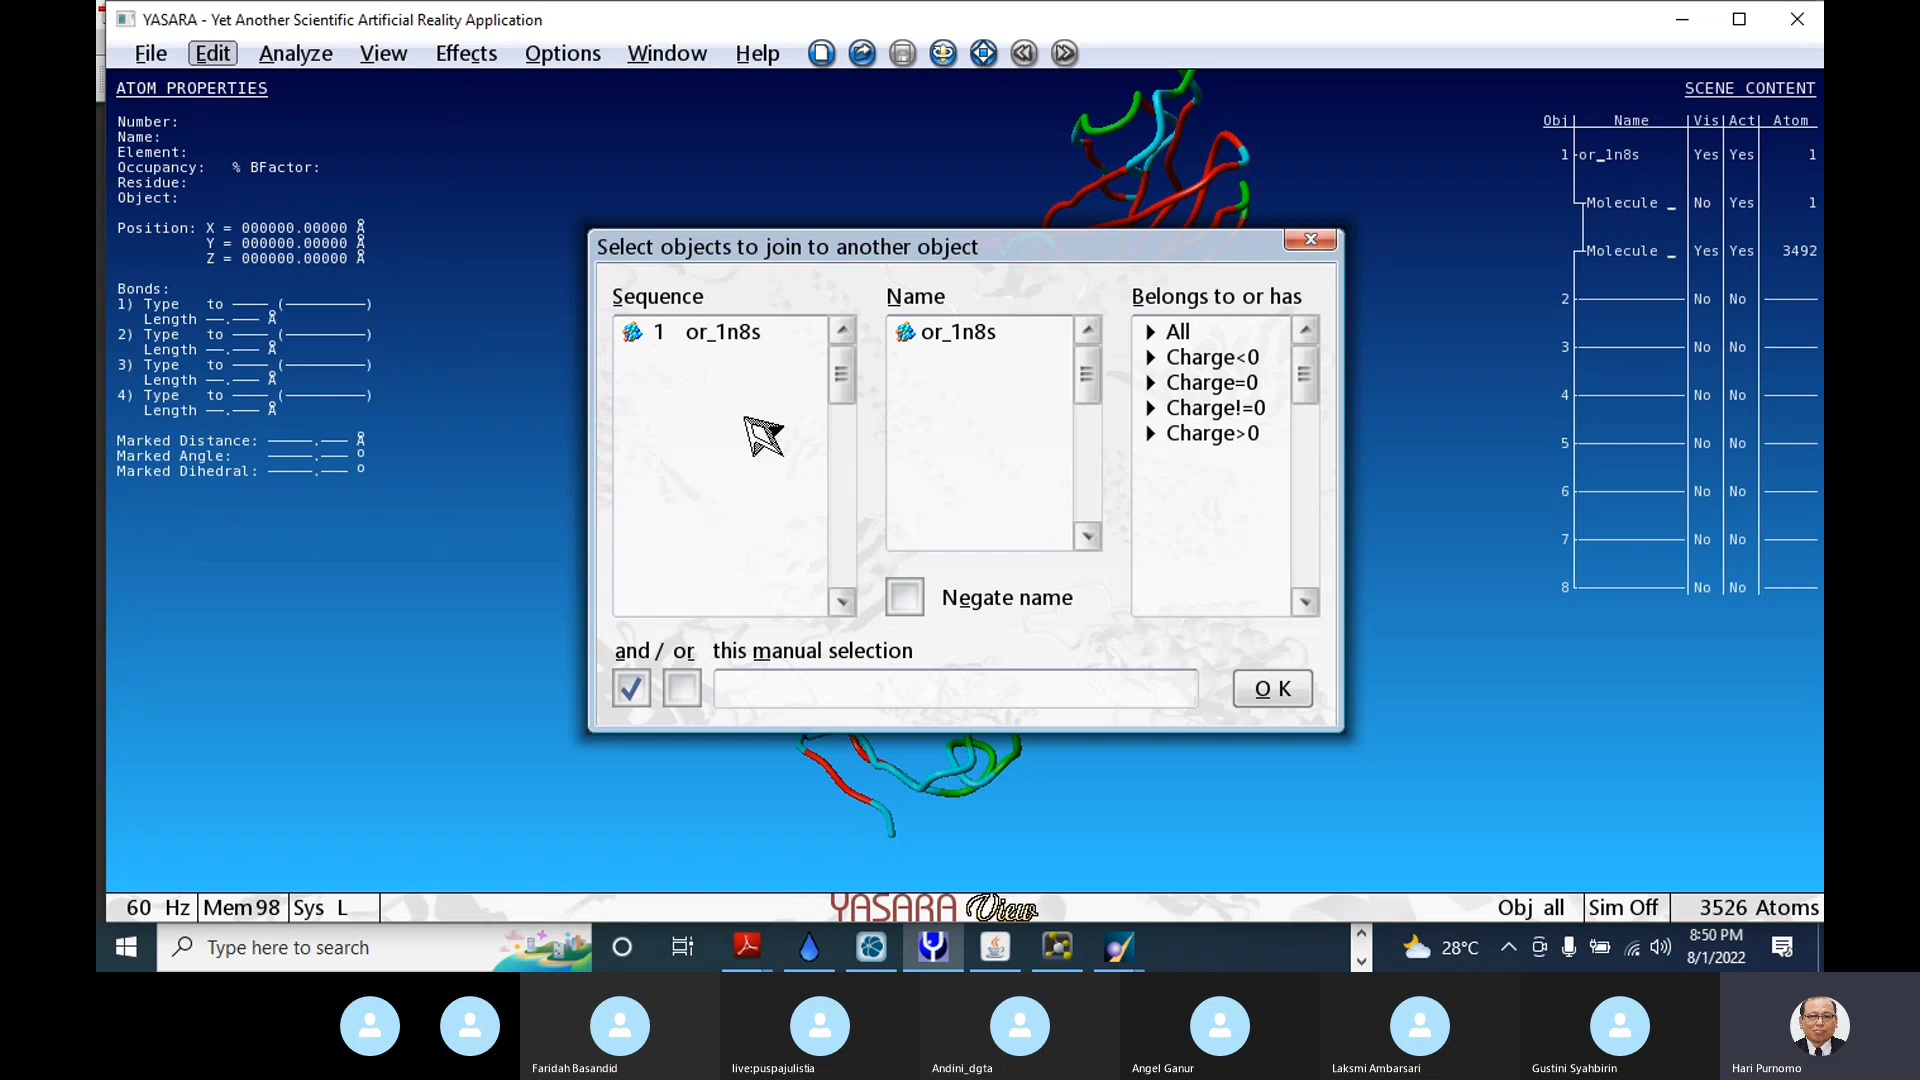 YASARA - Yet Another Scientific Artificial Reality Application
File Edit Analyze View Effects Options Window Help
ATOM PROPERTIES
Number:
Name:
Element:
Occupancy: % BFactor:
Residue:
Object:
Position: X = 000000.00000 Å
Y = 000000.00000 Å
Z = 000000.00000 Å
Bonds:
1) Type to ──── (─────────)
Length ──.─── Å
2) Type to ──── (─────────)
Length ──.─── Å
3) Type to ──── (─────────)
Length ──.─── Å
4) Type to ──── (─────────)
Length ──.─── Å
Marked Distance: ────.─── Å
Marked Angle: ────.─── o
Marked Dihedral: ────.─── o
SCENE CONTENT
Obj Name Vis Act Atom
1 or_1n8s Yes Yes 1
Molecule _ No Yes 1
Molecule _ Yes Yes 3492
2 No No
3 No No
4 No No
5 No No
6 No No
7 No No
8 No No
Select objects to join to another object
Sequence
1 or_1n8s
Name
or_1n8s
Negate name
Belongs to or has
All
Charge<0
Charge=0
Charge!=0
Charge>0
and / or this manual selection
O K
60 Hz Mem 98 Sys L YASARA View Obj all Sim Off 3526 Atoms
Type here to search
28°C
8:50 PM
8/1/2022
Faridah Basandid
live:puspajulistia
Andini_dgta
Angel Ganur
Laksmi Ambarsari
Gustini Syahbirin
Hari Purnomo